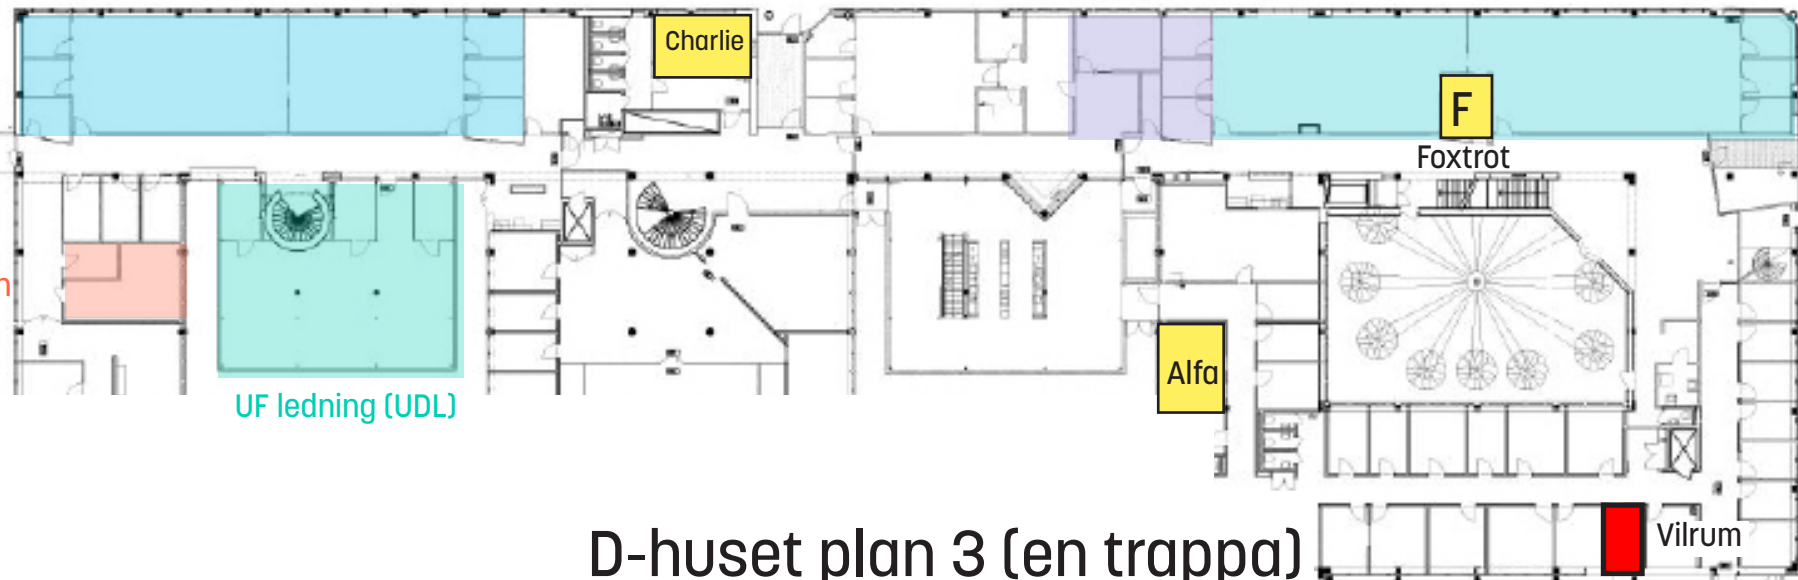 Charlie
F
Foxtrot
n
Alfa
UF ledning (UDL)
Vilrum
D-huset plan 3 (en trappa)